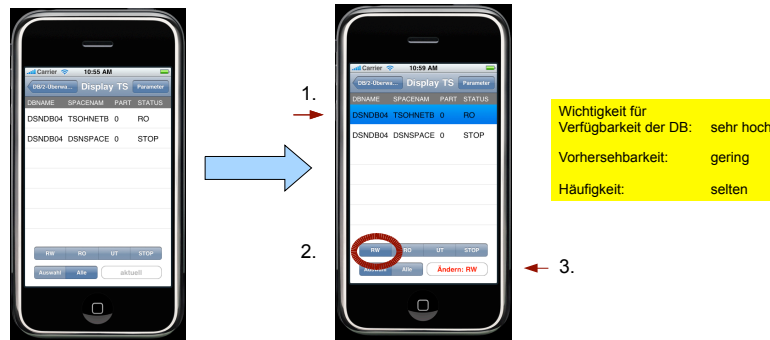 Carrier 10:55 AM
DB/2-Überwa... Display TS Parameter
DBNAME SPACENAM PART STATUS
DSNDB04 TSOHNETB 0 RO
DSNDB04 DSNSPACE 0 STOP
RW RO UT STOP
Auswahl Alle aktuell
1.
2.
Carrier 10:59 AM
DB/2-Überwa... Display TS Parameter
DBNAME SPACENAM PART STATUS
DSNDB04 TSOHNETB 0 RO
DSNDB04 DSNSPACE 0 STOP
RW RO UT STOP
Auswahl Alle Ändern: RW
3.
Wichtigkeit für
Verfügbarkeit der DB: sehr hoch
Vorhersehbarkeit: gering
Häufigkeit: selten